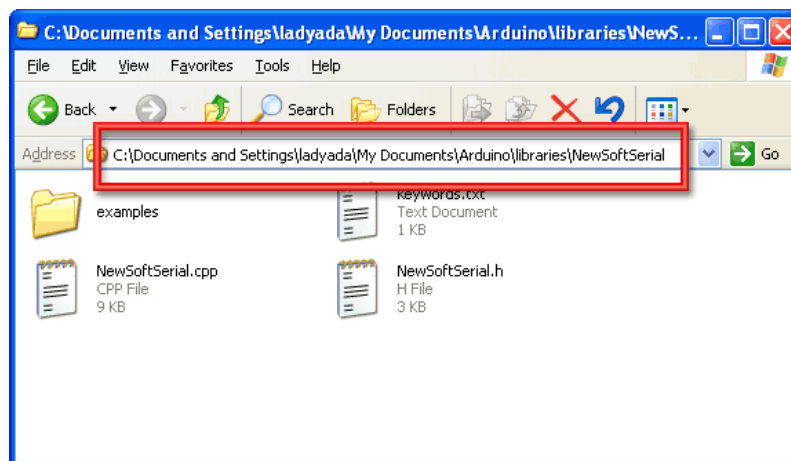 C:\Documents and Settings\ladyada\My Documents\Arduino\libraries\NewS...
File Edit View Favorites Tools Help
Back Search Folders
Address C:\Documents and Settings\ladyada\My Documents\Arduino\libraries\NewSoftSerial Go
examples
keywords.txt
Text Document
1 KB
NewSoftSerial.cpp
CPP File
9 KB
NewSoftSerial.h
H File
3 KB